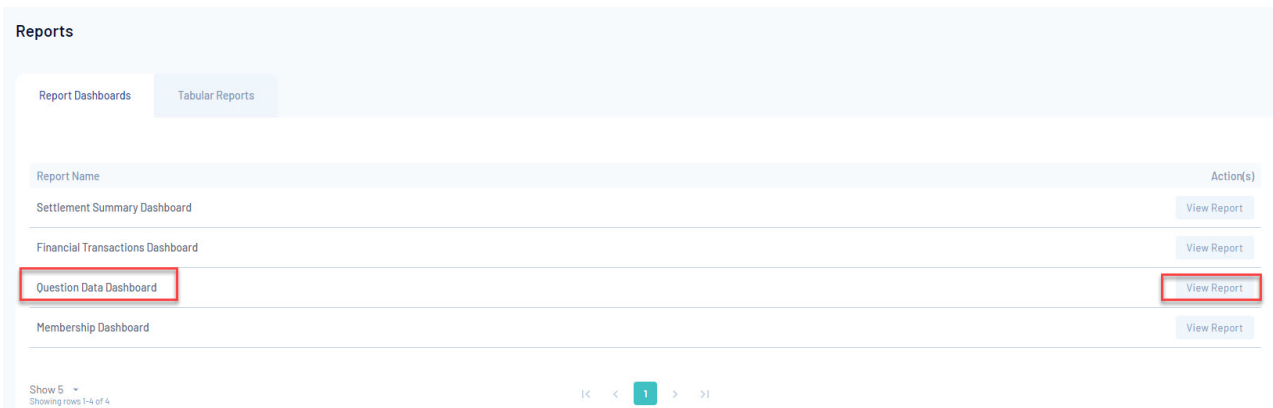 Reports
Report Dashboards Tabular Reports
Report Name Action(s)
Settlement Summary Dashboard View Report
Financial Transactions Dashboard View Report
Question Data Dashboard View Report
Membership Dashboard View Report
Show 5
Showing rows 1-4 of 4
1